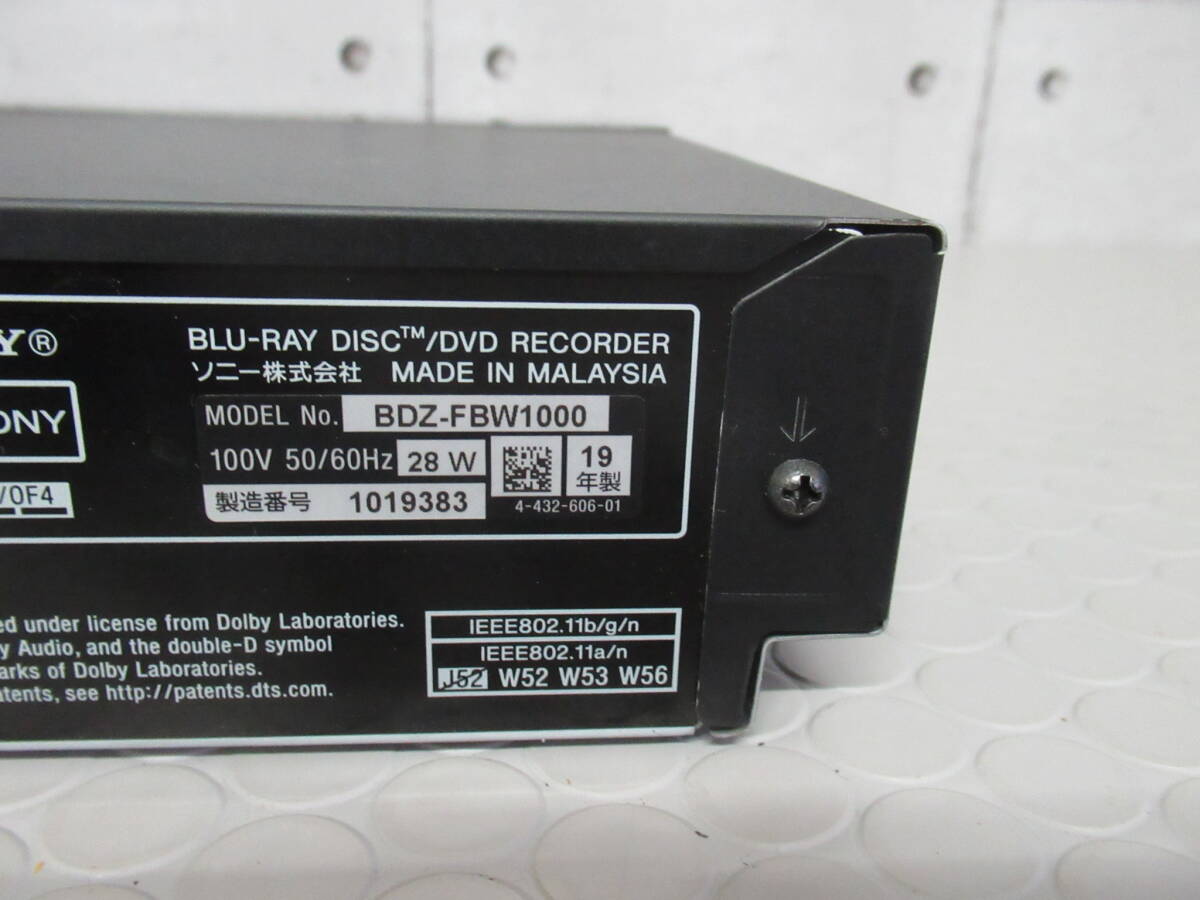 Y®
BLU-RAY DISC™/DVD RECORDER
ソニー株式会社 MADE IN MALAYSIA
ONY
MODEL No. BDZ-FBW1000
100V 50/60Hz 28 W
19年製
/OF4
製造番号 1019383
4-432-606-01
ed under license from Dolby Laboratories.
y Audio, and the double-D symbol
arks of Dolby Laboratories.
atents, see http://patents.dts.com.
IEEE802.11b/g/n
IEEE802.11a/n
J52 W52 W53 W56